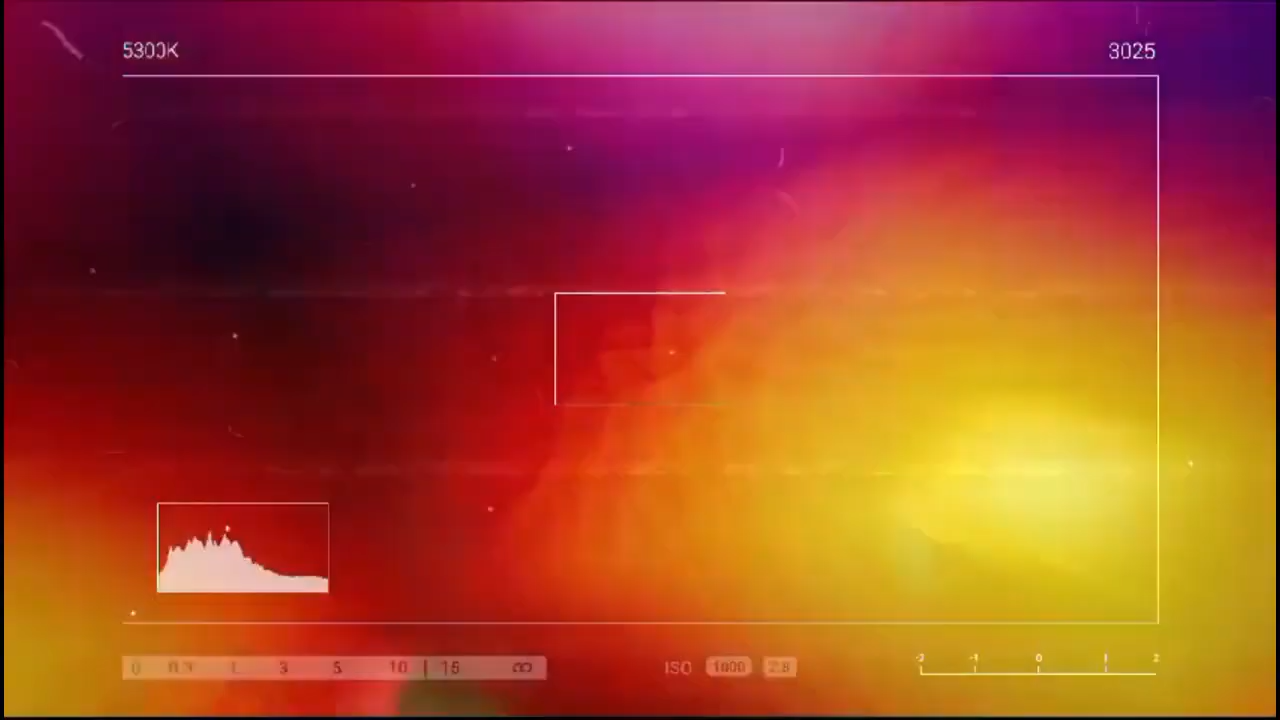 5300K 3025
0 0.3 1 3 5 10 15 ∞ ISO 1600 2.8 -2 -1 0 1 2